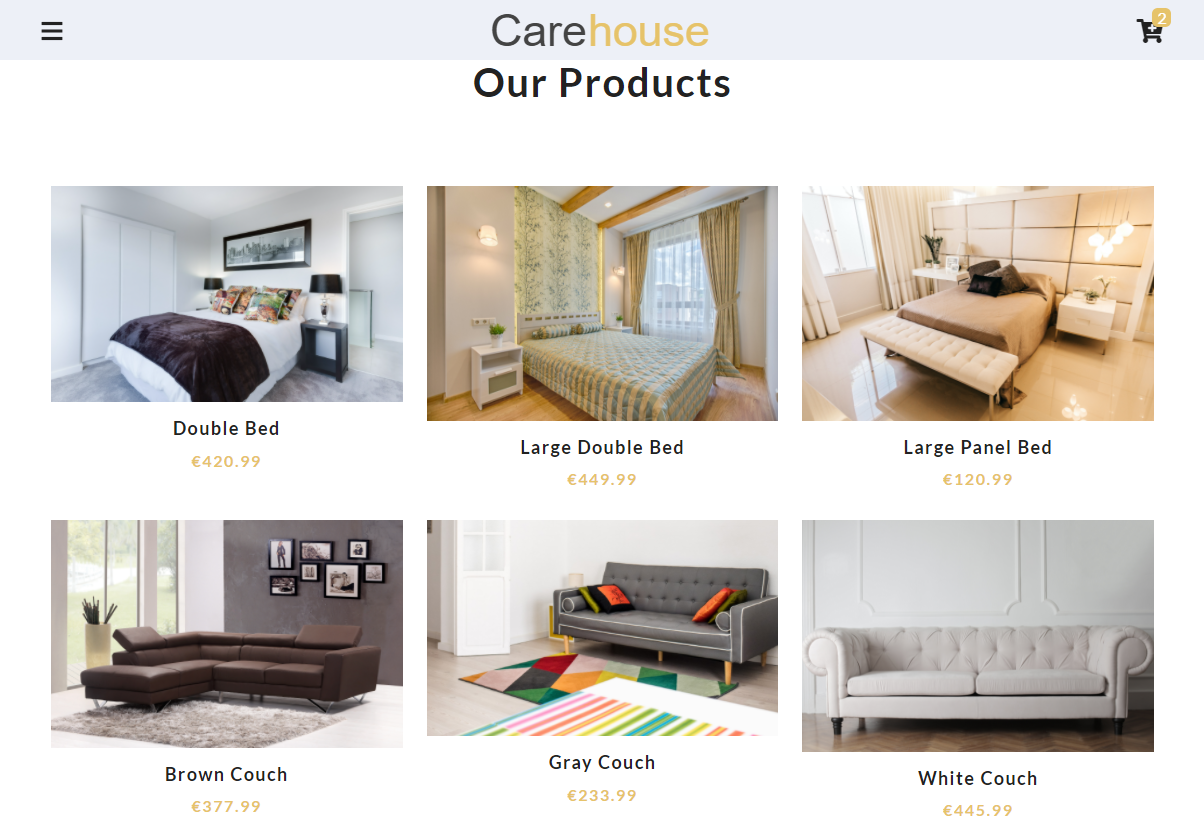 Carehouse
2
Our Products
Double Bed
€420.99
Large Double Bed
€449.99
Large Panel Bed
€120.99
Brown Couch
€377.99
Gray Couch
€233.99
White Couch
€445.99